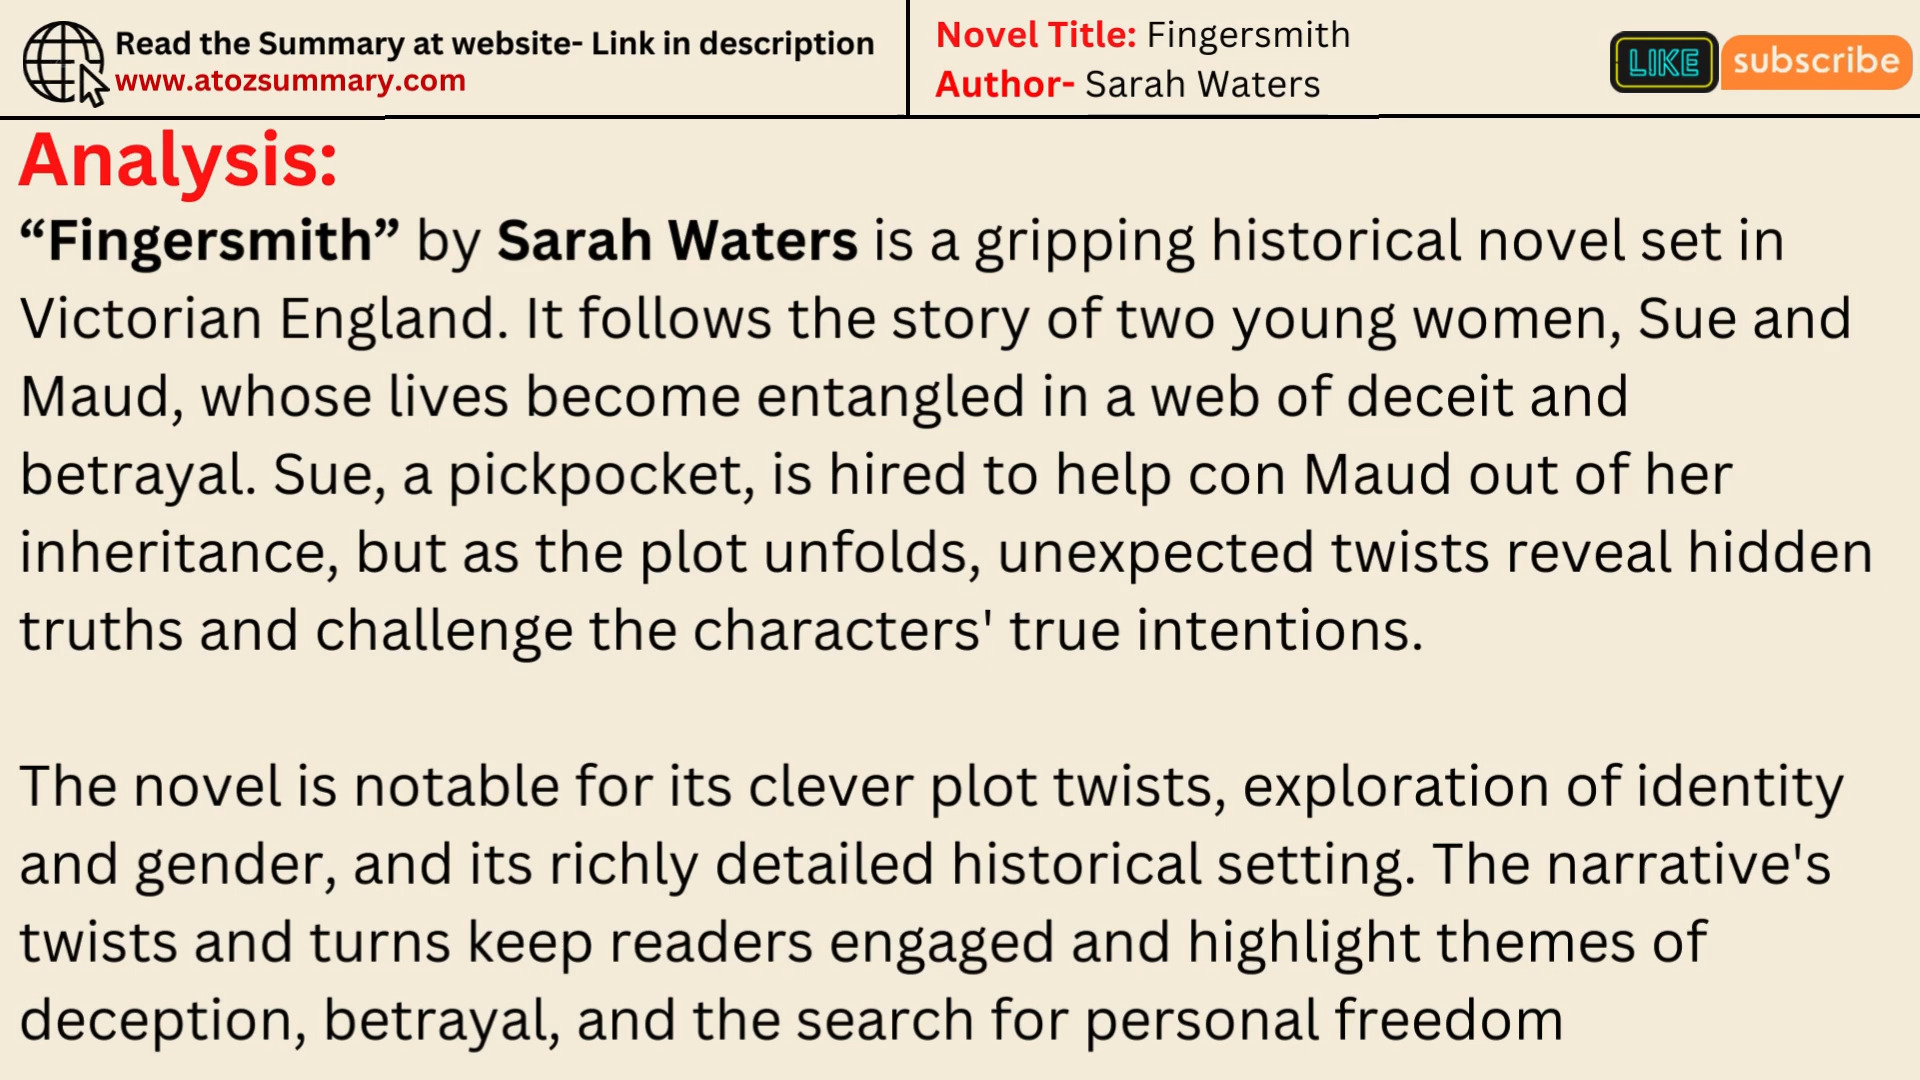 Read the Summary at website- Link in description
www.atozsummary.com
Novel Title: Fingersmith
Author- Sarah Waters
LIKE
subscribe
Analysis:
“Fingersmith” by Sarah Waters is a gripping historical novel set in
Victorian England. It follows the story of two young women, Sue and
Maud, whose lives become entangled in a web of deceit and
betrayal. Sue, a pickpocket, is hired to help con Maud out of her
inheritance, but as the plot unfolds, unexpected twists reveal hidden
truths and challenge the characters' true intentions.
The novel is notable for its clever plot twists, exploration of identity
and gender, and its richly detailed historical setting. The narrative's
twists and turns keep readers engaged and highlight themes of
deception, betrayal, and the search for personal freedom